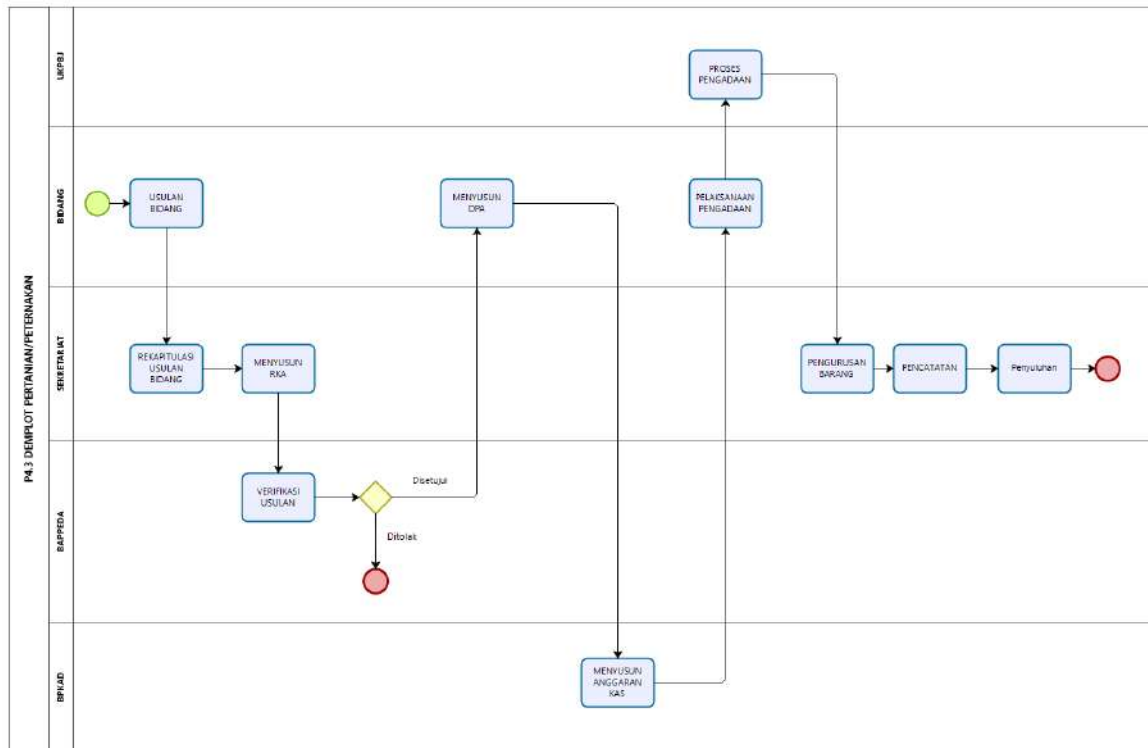 P4.3 DEMPLOT PERTANIAN/PETERNAKAN
UKPBJ
PROSES
PENGADAAN
BIDANG
USULAN
BIDANG
MENYUSUN
DPA
PELAKSANAAN
PENGADAAN
SEKRETARIAT
REKAPITULASI
USULAN
BIDANG
MENYUSUN
RKA
PENGURUSAN
BARANG
PENCATATAN
Penyuluhan
BAPPEDA
VERIFIKASI
USULAN
Disetujui
Ditolak
BPKAD
MENYUSUN
ANGGARAN
KAS